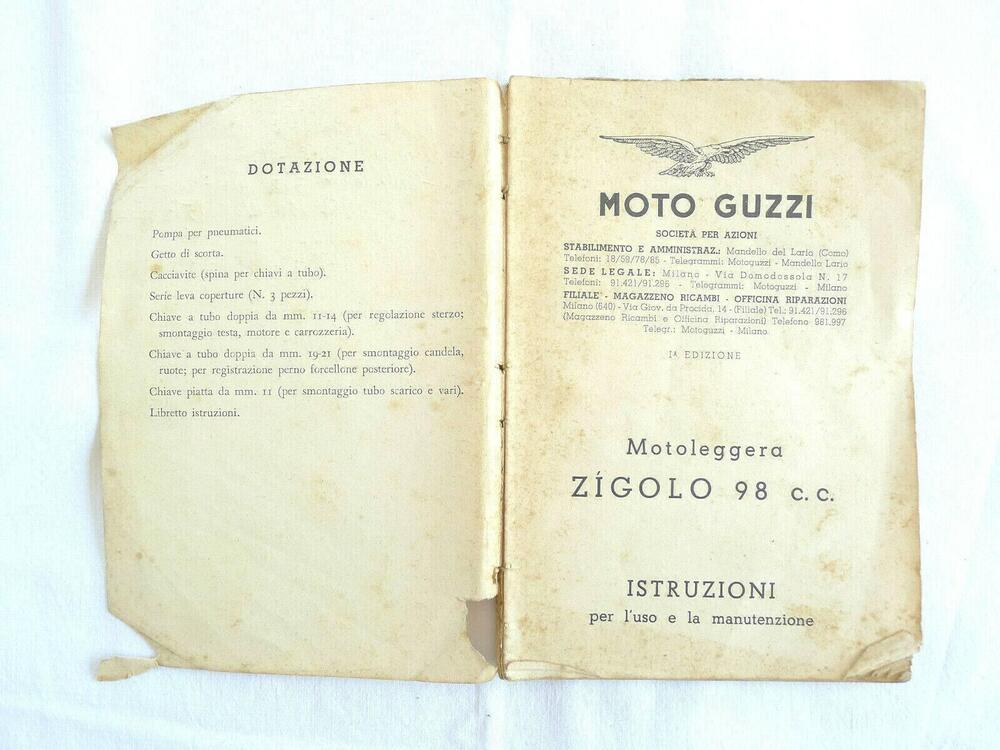 DOTAZIONE
Pompa per pneumatici.
Getto di scorta.
Cacciavite (spina per chiavi a tubo).
Serie leva coperture (N. 3 pezzi).
Chiave a tubo doppia da mm. 11-14 (per regolazione sterzo;
smontaggio testa, motore e carrozzeria).
Chiave a tubo doppia da mm. 19-21 (per smontaggio candela,
ruote; per registrazione perno forcellone posteriore).
Chiave piatta da mm. 11 (per smontaggio tubo scarico e vari).
Libretto istruzioni.
MOTO GUZZI
SOCIETÀ PER AZIONI
STABILIMENTO E AMMINISTRAZ.: Mandello del Lario (Como)
Telefoni: 18/59/78/85 - Telegrammi: Motoguzzi - Mandello Lario
SEDE LEGALE: Milano - Via Domodossola N. 17
Telefoni: 91.421/91.296 - Telegrammi: Motoguzzi - Milano
FILIALE - MAGAZZENO RICAMBI - OFFICINA RIPARAZIONI
Milano (640) - Via Giov. da Procida, 14 - (Filiale) Tel.: 91.421/91.296
(Magazzeno Ricambi e Officina Riparazioni) Telefono 981.997
Telegr.: Motoguzzi - Milano
Iª EDIZIONE
Motoleggera
ZÍGOLO 98 c.c.
ISTRUZIONI
per l'uso e la manutenzione